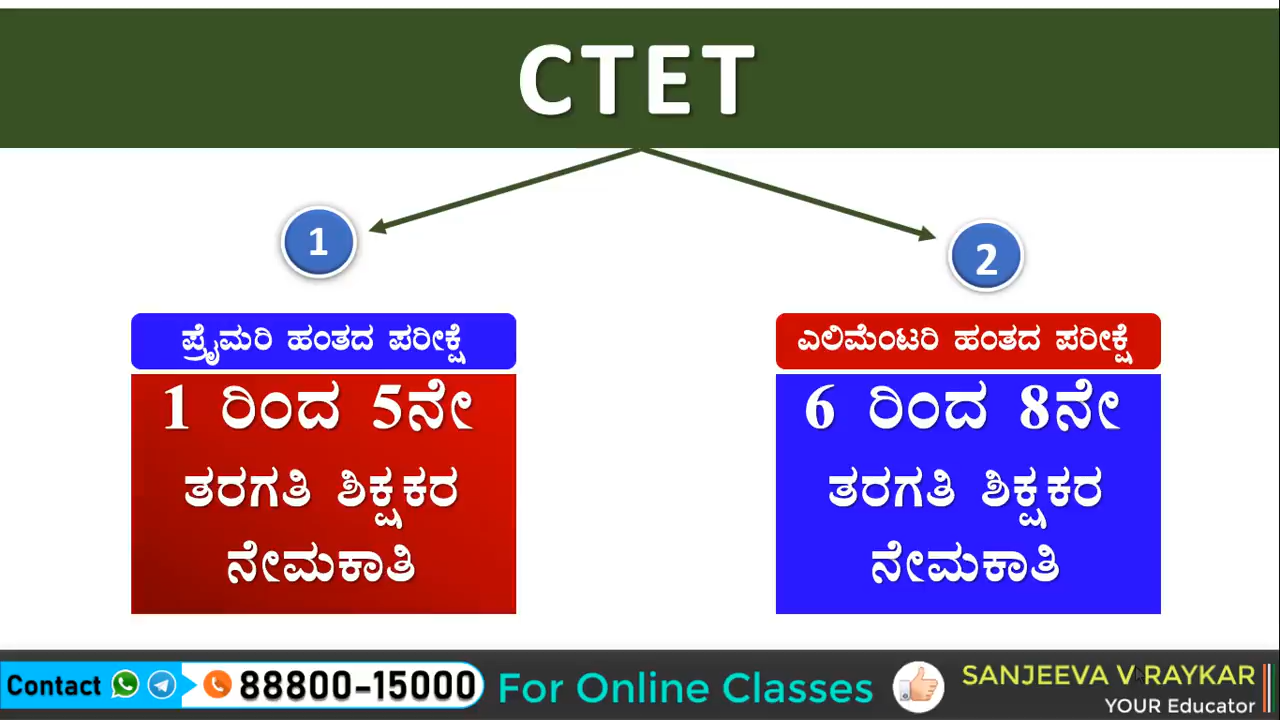 CTET
1
2
ಪ್ರೈಮರಿ ಹಂತದ ಪರೀಕ್ಷೆ
1 ರಿಂದ 5ನೇ
ತರಗತಿ ಶಿಕ್ಷಕರ
ನೇಮಕಾತಿ
ಎಲಿಮೆಂಟರಿ ಹಂತದ ಪರೀಕ್ಷೆ
6 ರಿಂದ 8ನೇ
ತರಗತಿ ಶಿಕ್ಷಕರ
ನೇಮಕಾತಿ
Contact 88800-15000 For Online Classes
SANJEEVA V RAYKAR
YOUR Educator